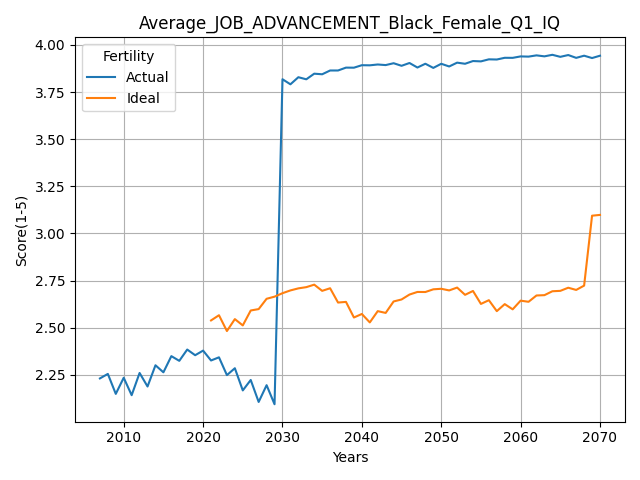 Average_JOB_ADVANCEMENT_Black_Female_Q1_IQ
Fertility
Actual
Ideal
Score(1-5)
4.00
3.75
3.50
3.25
3.00
2.75
2.50
2.25
2010 2020 2030 2040 2050 2060 2070
Years